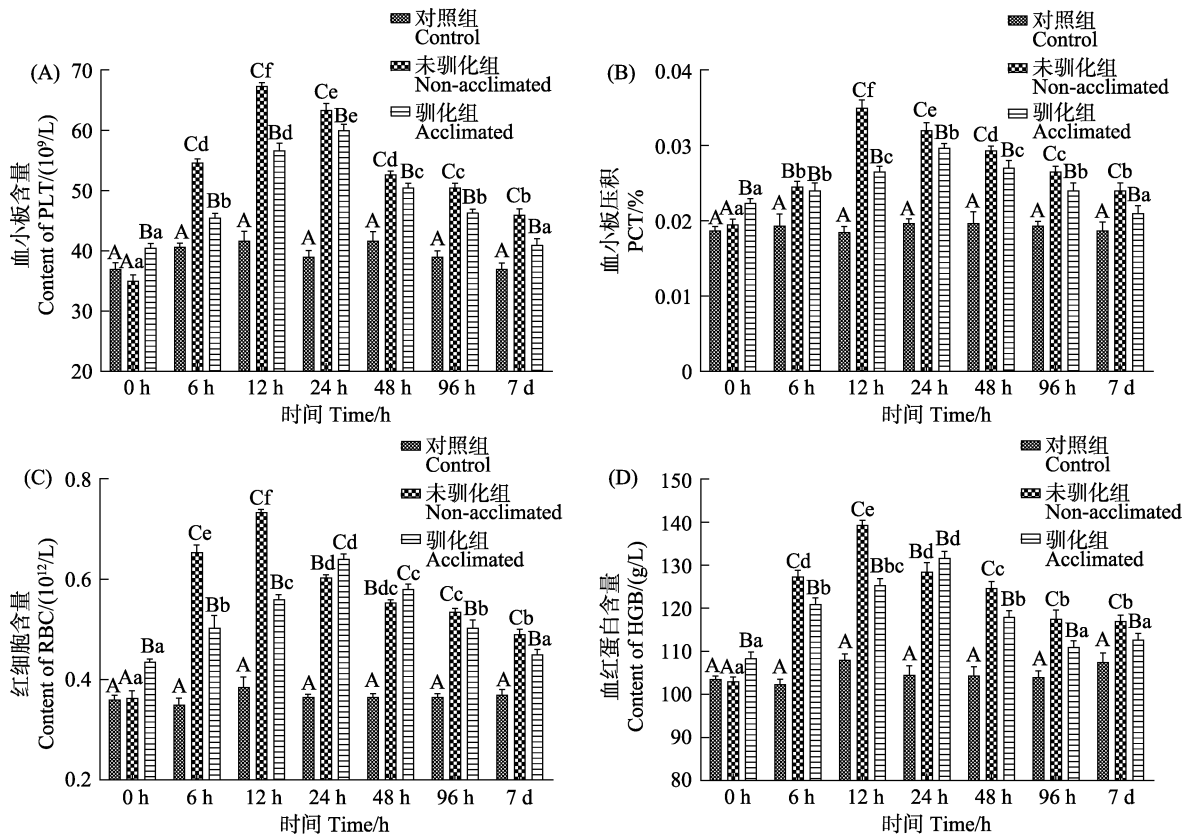 (A)
对照组
Control
未驯化组
Non-acclimated
驯化组
Acclimated
血小板含量
Content of PLT/(10⁹/L)
70
60
50
40
30
20
A Aa Ba
A Cd Bb
A Cf Bd
A Ce Be
A Cd Bc
A Cc Bb
A Cb Ba
0 h 6 h 12 h 24 h 48 h 96 h 7 d
时间 Time/h
(B)
对照组
Control
未驯化组
Non-acclimated
驯化组
Acclimated
血小板压积
PCT/%
0.04
0.03
0.02
0.01
0
A Aa Ba
A Bb Bb
A Cf Bc
A Ce Bb
A Cd Bc
A Cc Bb
A Cb Ba
0 h 6 h 12 h 24 h 48 h 96 h 7 d
时间 Time/h
(C)
对照组
Control
未驯化组
Non-acclimated
驯化组
Acclimated
红细胞含量
Content of RBC/(10¹²/L)
0.8
0.6
0.4
0.2
A Aa Ba
A Ce Bb
A Cf Bc
A Bd Cd
A Bdc Cc
A Cc Bb
A Cb Ba
0 h 6 h 12 h 24 h 48 h 96 h 7 d
时间 Time/h
(D)
对照组
Control
未驯化组
Non-acclimated
驯化组
Acclimated
血红蛋白含量
Content of HGB/(g/L)
150
140
130
120
110
100
90
80
A Aa Ba
A Cd Bb
A Ce Bbc
A Bd Bd
A Cc Bb
A Cb Ba
A Cb Ba
0 h 6 h 12 h 24 h 48 h 96 h 7 d
时间 Time/h